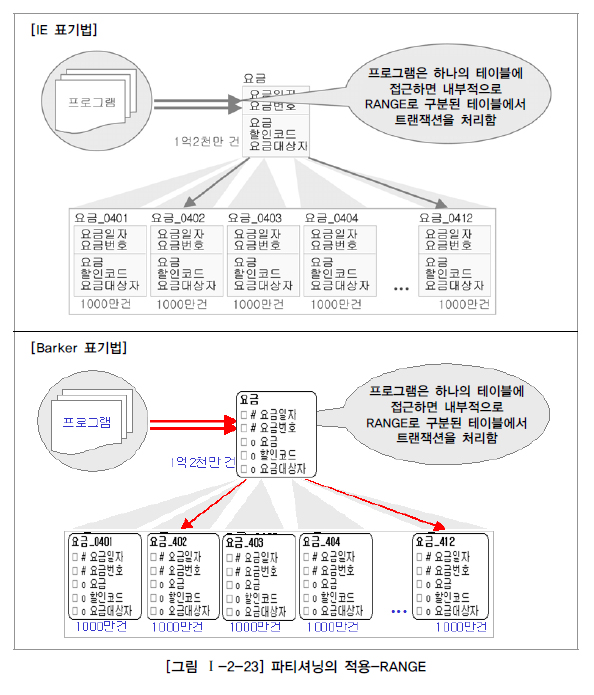 [IE 표기법]
프로그램
요금
요금일자
요금번호
요금
할인코드
요금대상자
1억2천만 건
프로그램은 하나의 테이블에
접근하면 내부적으로
RANGE로 구분된 테이블에서
트랜잭션을 처리함
요금_0401
요금일자
요금번호
요금
할인코드
요금대상자
1000만건
요금_0402
요금일자
요금번호
요금
할인코드
요금대상자
1000만건
요금_0403
요금일자
요금번호
요금
할인코드
요금대상자
1000만건
요금_0404
요금일자
요금번호
요금
할인코드
요금대상자
1000만건
...
요금_0412
요금일자
요금번호
요금
할인코드
요금대상자
1000만건
[Barker 표기법]
프로그램
요금
□ # 요금일자
□ # 요금번호
□ o 요금
□ o 할인코드
□ o 요금대상자
1억2천만 건
프로그램은 하나의 테이블에
접근하면 내부적으로
RANGE로 구분된 테이블에서
트랜잭션을 처리함
요금_0401
□ # 요금일자
□ # 요금번호
□ o 요금
□ o 할인코드
□ o 요금대상자
1000만건
요금_402
□ # 요금일자
□ # 요금번호
□ o 요금
□ o 할인코드
□ o 요금대상자
1000만건
요금_403
□ # 요금일자
□ # 요금번호
□ o 요금
□ o 할인코드
□ o 요금대상자
1000만건
요금_404
□ # 요금일자
□ # 요금번호
□ o 요금
□ o 할인코드
□ o 요금대상자
1000만건
...
요금_412
□ # 요금일자
□ # 요금번호
□ o 요금
□ o 할인코드
□ o 요금대상자
1000만건
[그림 Ⅰ-2-23] 파티셔닝의 적용-RANGE